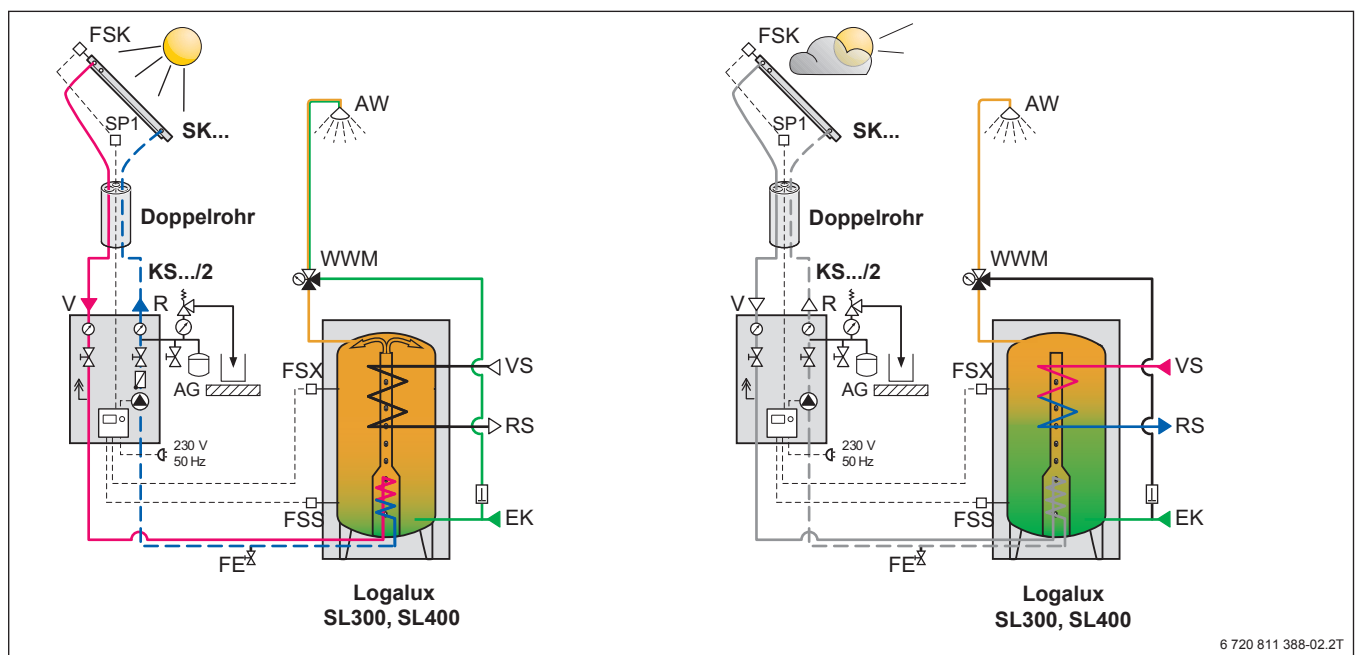 FSK
SP1
SK...
AW
Doppelrohr
WWM
KS.../2
V
R
AG
FSX
VS
RS
230 V
50 Hz
FSS
EK
FE
Logalux
SL300, SL400
FSK
SP1
SK...
AW
Doppelrohr
WWM
KS.../2
V
R
AG
FSX
VS
RS
230 V
50 Hz
FSS
EK
FE
Logalux
SL300, SL400
6 720 811 388-02.2T